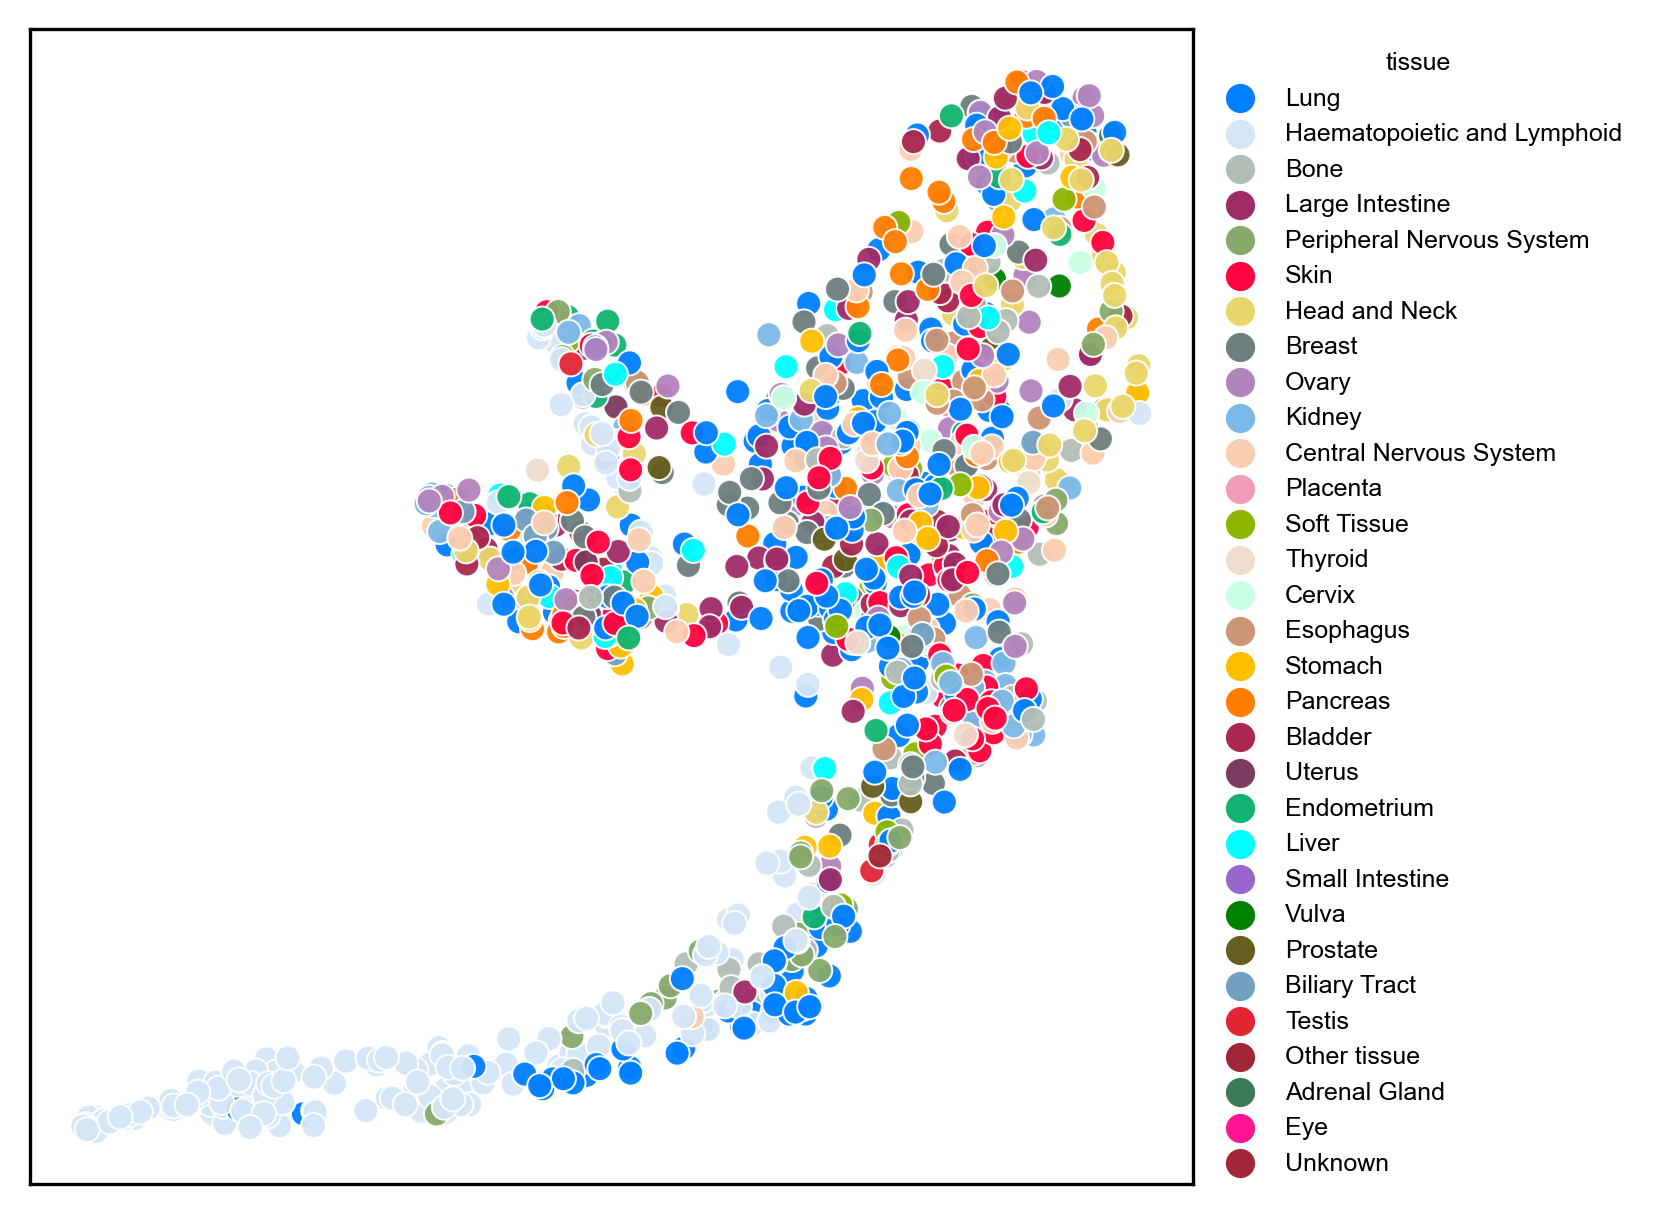 tissue
Lung
Haematopoietic and Lymphoid
Bone
Large Intestine
Peripheral Nervous System
Skin
Head and Neck
Breast
Ovary
Kidney
Central Nervous System
Placenta
Soft Tissue
Thyroid
Cervix
Esophagus
Stomach
Pancreas
Bladder
Uterus
Endometrium
Liver
Small Intestine
Vulva
Prostate
Biliary Tract
Testis
Other tissue
Adrenal Gland
Eye
Unknown